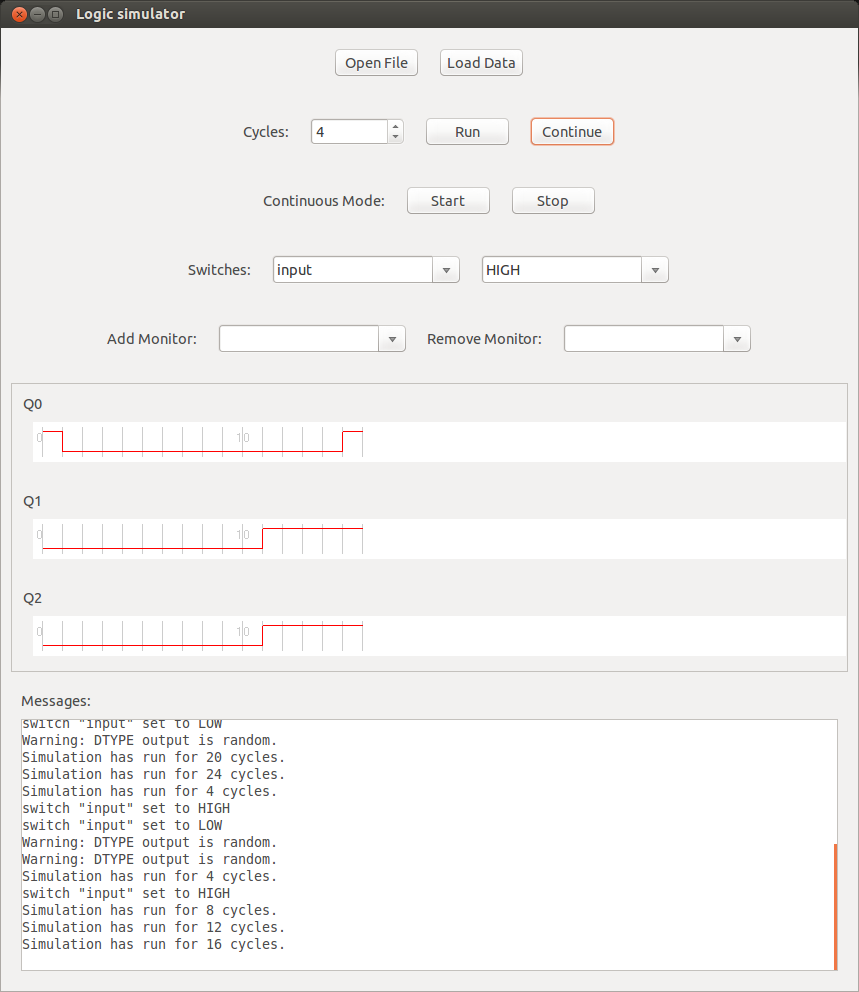 Logic simulator
Open File Load Data
Cycles: 4 Run Continue
Continuous Mode: Start Stop
Switches: input HIGH
Add Monitor: Remove Monitor:
Q0
0 10
Q1
0 10
Q2
0 10
Messages:
switch "input" set to LOW
Warning: DTYPE output is random.
Simulation has run for 20 cycles.
Simulation has run for 24 cycles.
Simulation has run for 4 cycles.
switch "input" set to HIGH
switch "input" set to LOW
Warning: DTYPE output is random.
Warning: DTYPE output is random.
Simulation has run for 4 cycles.
switch "input" set to HIGH
Simulation has run for 8 cycles.
Simulation has run for 12 cycles.
Simulation has run for 16 cycles.